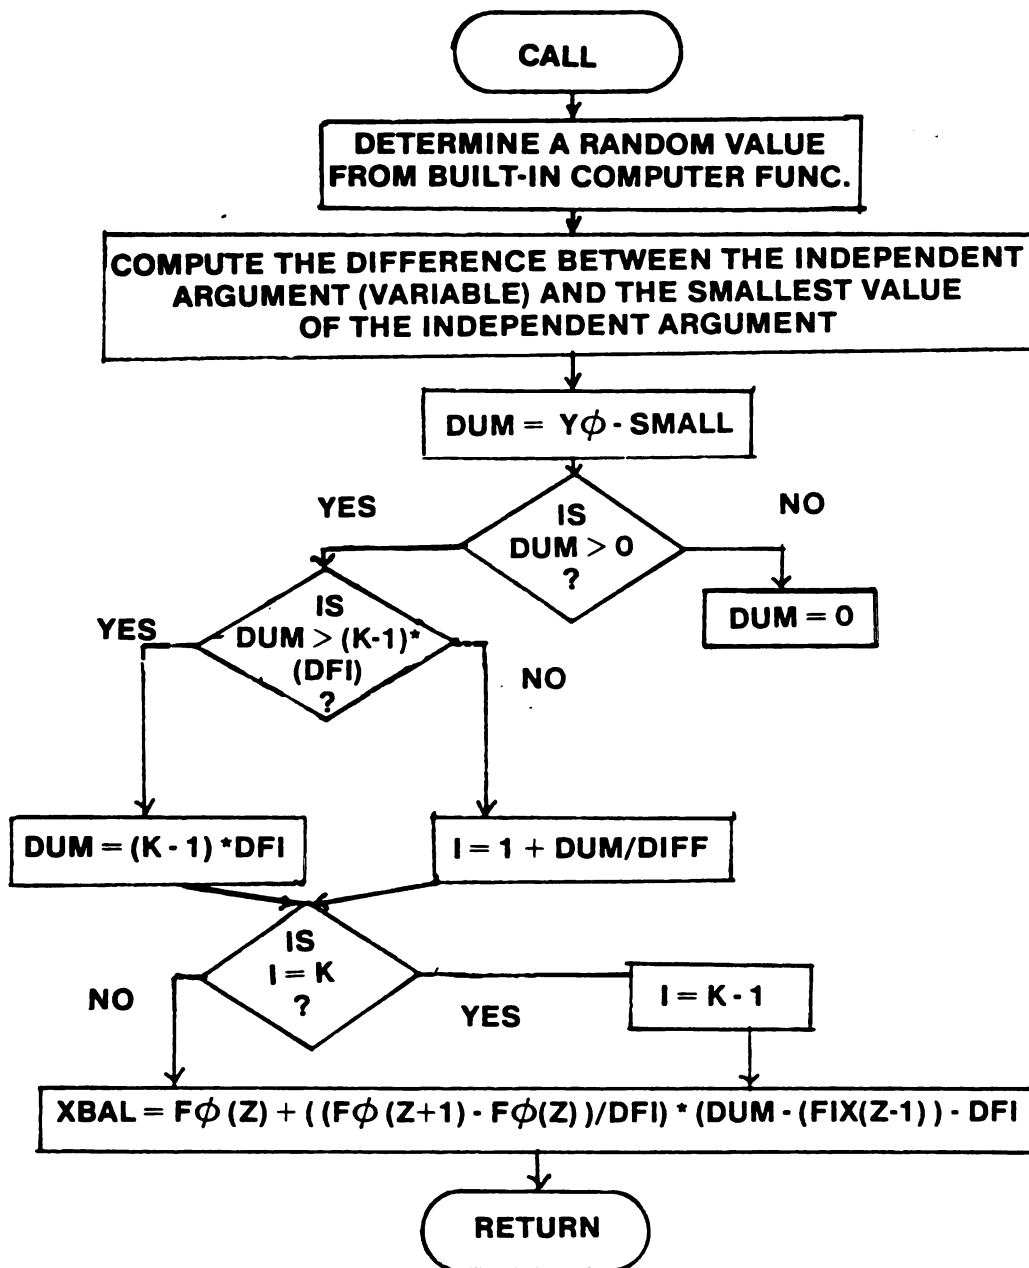 CALL
DETERMINE A RANDOM VALUE
FROM BUILT-IN COMPUTER FUNC.
COMPUTE THE DIFFERENCE BETWEEN THE INDEPENDENT
ARGUMENT (VARIABLE) AND THE SMALLEST VALUE
OF THE INDEPENDENT ARGUMENT
DUM = Yϕ - SMALL
YES
IS
DUM > 0
?
NO
DUM = 0
YES
IS
DUM > (K-1)*
(DFI)
?
NO
DUM = (K - 1) *DFI
I = 1 + DUM/DIFF
IS
I = K
?
NO
YES
I = K - 1
XBAL = Fϕ (Z) + ((Fϕ (Z+1) - Fϕ(Z))/DFI) * (DUM - (FIX(Z-1)) - DFI
RETURN